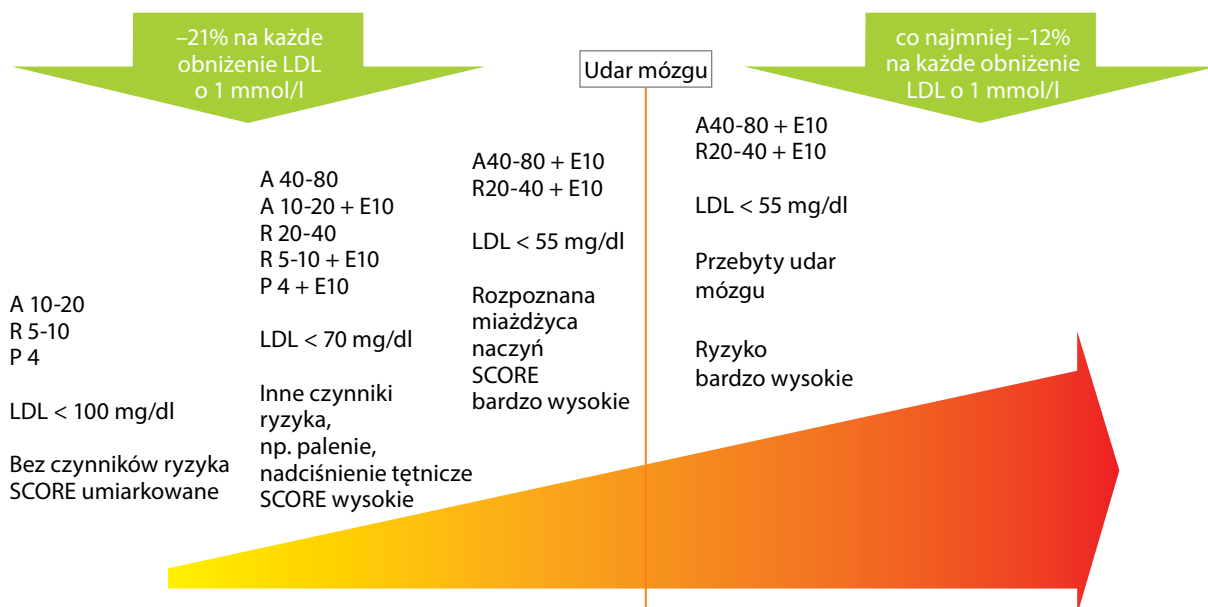 –21% na każde
obniżenie LDL
o 1 mmol/l
Udar mózgu
co najmniej –12%
na każde obniżenie
LDL o 1 mmol/l
A 10-20
R 5-10
P 4
LDL < 100 mg/dl
Bez czynników ryzyka
SCORE umiarkowane
A 40-80
A 10-20 + E10
R 20-40
R 5-10 + E10
P 4 + E10
LDL < 70 mg/dl
Inne czynniki
ryzyka,
np. palenie,
nadciśnienie tętnicze
SCORE wysokie
A40-80 + E10
R20-40 + E10
LDL < 55 mg/dl
Rozpoznana
miażdżyca
naczyń
SCORE
bardzo wysokie
A40-80 + E10
R20-40 + E10
LDL < 55 mg/dl
Przebyty udar
mózgu
Ryzyko
bardzo wysokie